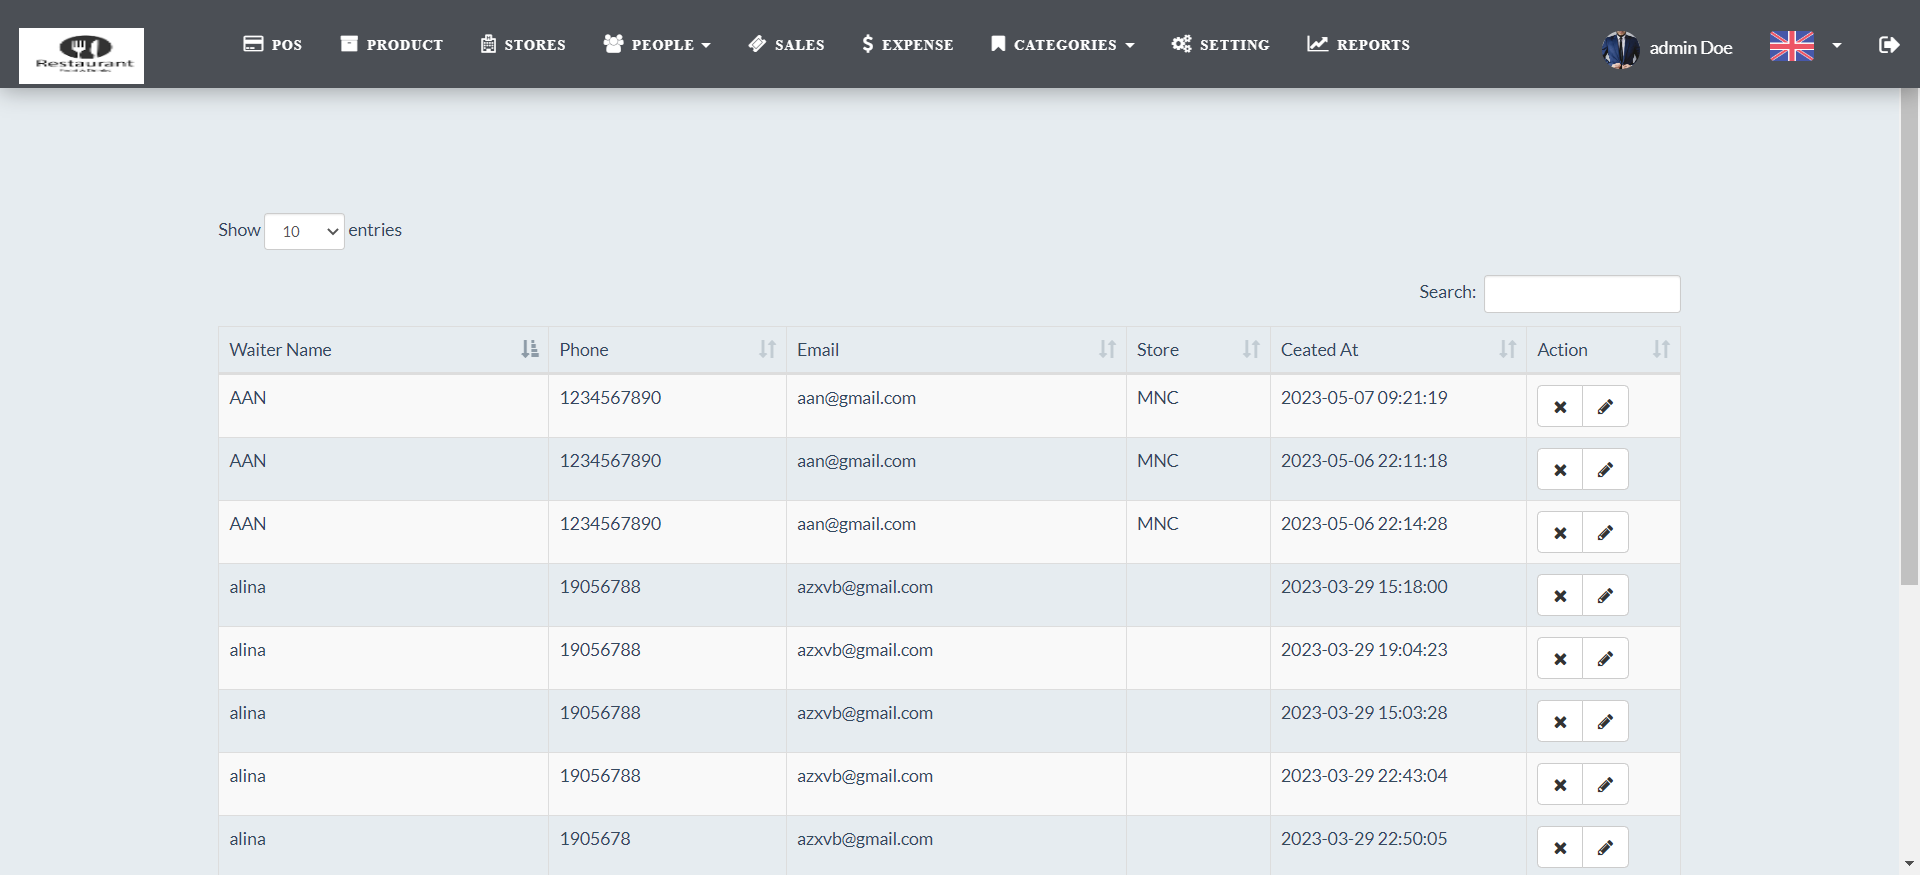 Restaurant
POS PRODUCT STORES PEOPLE SALES EXPENSE CATEGORIES SETTING REPORTS admin Doe
Show 10 entries
Search:
Waiter Name Phone Email Store Ceated At Action
AAN 1234567890 aan@gmail.com MNC 2023-05-07 09:21:19
AAN 1234567890 aan@gmail.com MNC 2023-05-06 22:11:18
AAN 1234567890 aan@gmail.com MNC 2023-05-06 22:14:28
alina 19056788 azxvb@gmail.com 2023-03-29 15:18:00
alina 19056788 azxvb@gmail.com 2023-03-29 19:04:23
alina 19056788 azxvb@gmail.com 2023-03-29 15:03:28
alina 19056788 azxvb@gmail.com 2023-03-29 22:43:04
alina 1905678 azxvb@gmail.com 2023-03-29 22:50:05